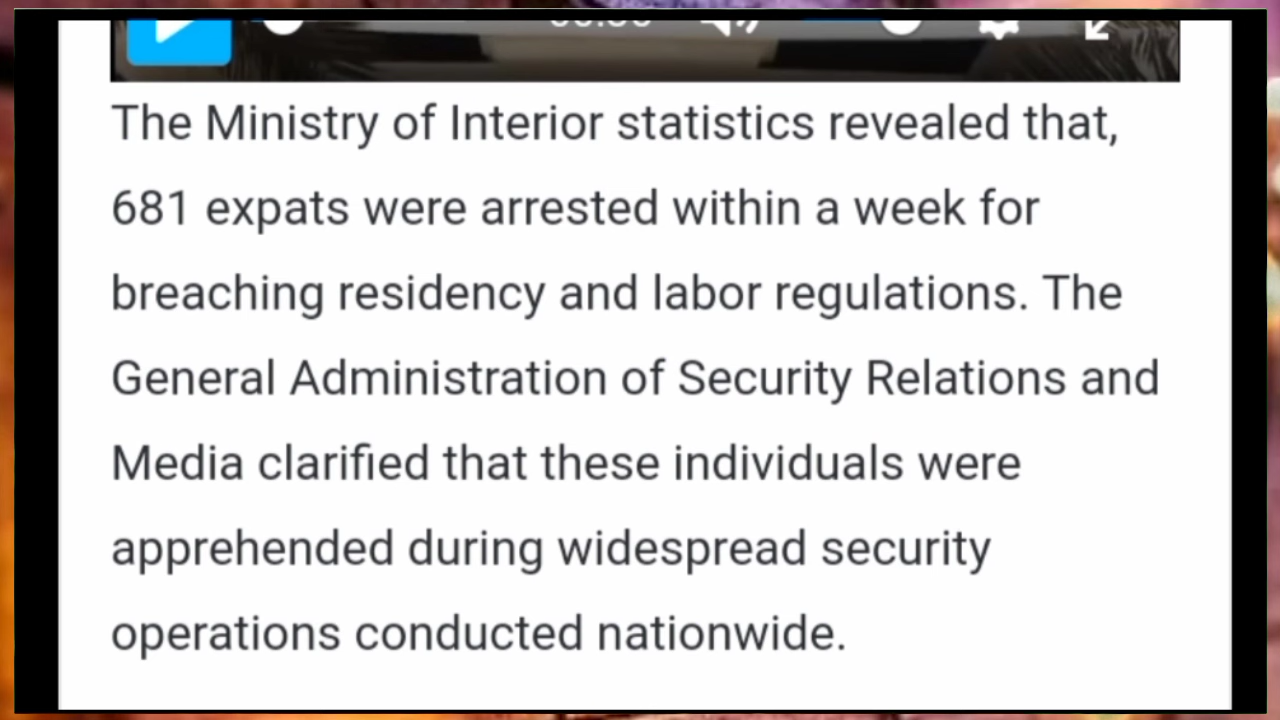 The Ministry of Interior statistics revealed that,
681 expats were arrested within a week for
breaching residency and labor regulations. The
General Administration of Security Relations and
Media clarified that these individuals were
apprehended during widespread security
operations conducted nationwide.